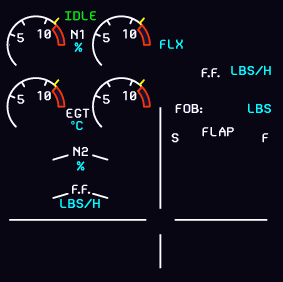 IDLE
5 10 N1 5 10
% FLX
F.F. LBS/H
5 10 5 10
EGT FOB: LBS
°C
S FLAP F
N2
%
F.F.
LBS/H